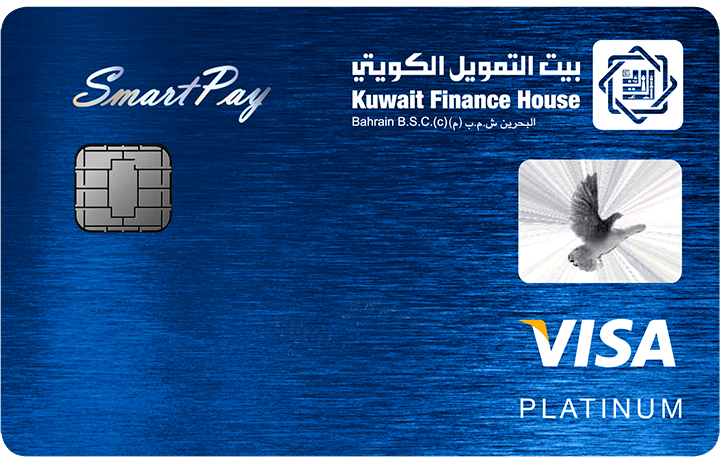 SmartPay
بيت التمويل الكويتي
Kuwait Finance House
Bahrain B.S.C.(c) البحرين ش.م.ب (م)
VISA
PLATINUM